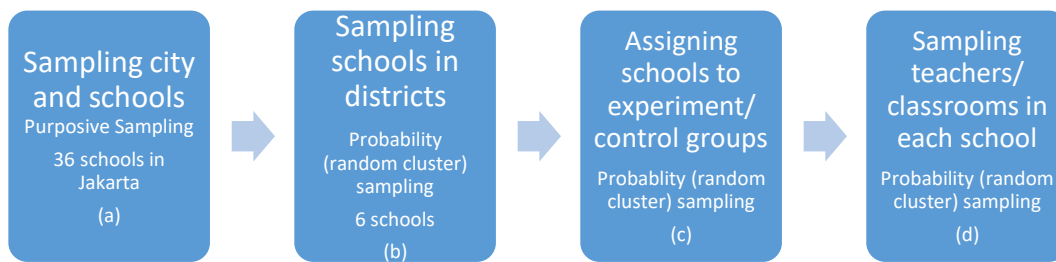 Sampling city
and schools
Purposive Sampling
36 schools in
Jakarta
(a)
Sampling
schools in
districts
Probability
(random cluster)
sampling
6 schools
(b)
Assigning
schools to
experiment/
control groups
Probablity (random
cluster) sampling
(c)
Sampling
teachers/
classrooms in
each school
Probablity (random
cluster) sampling
(d)